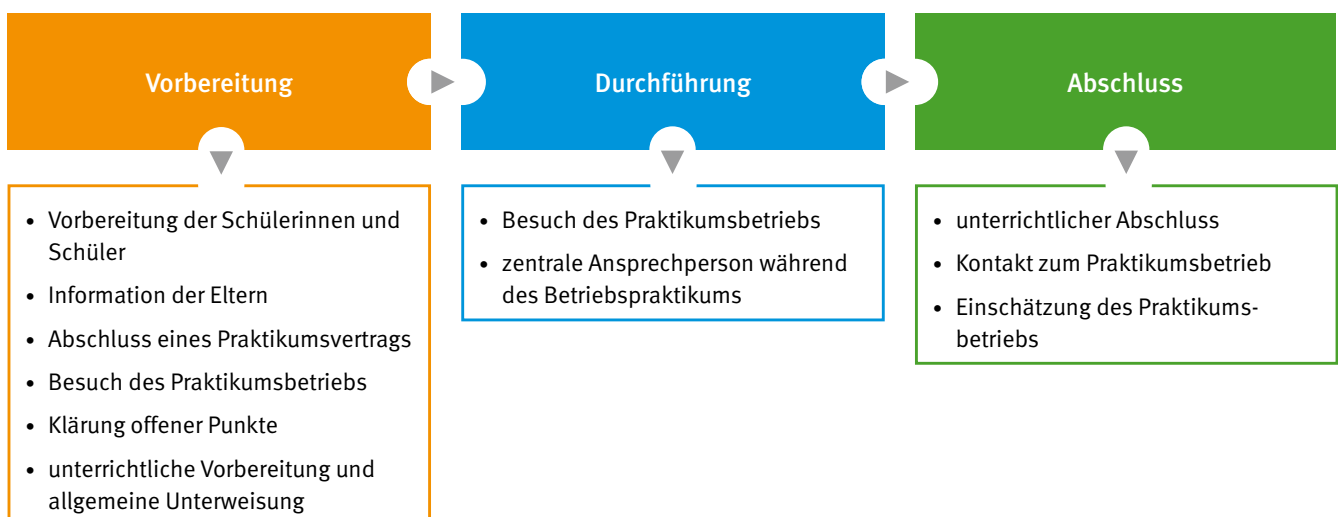 Vorbereitung
• Vorbereitung der Schülerinnen und
Schüler
• Information der Eltern
• Abschluss eines Praktikumsvertrags
• Besuch des Praktikumsbetriebs
• Klärung offener Punkte
• unterrichtliche Vorbereitung und
allgemeine Unterweisung
Durchführung
• Besuch des Praktikumsbetriebs
• zentrale Ansprechperson während
des Betriebspraktikums
Abschluss
• unterrichtlicher Abschluss
• Kontakt zum Praktikumsbetrieb
• Einschätzung des Praktikums-
betriebs